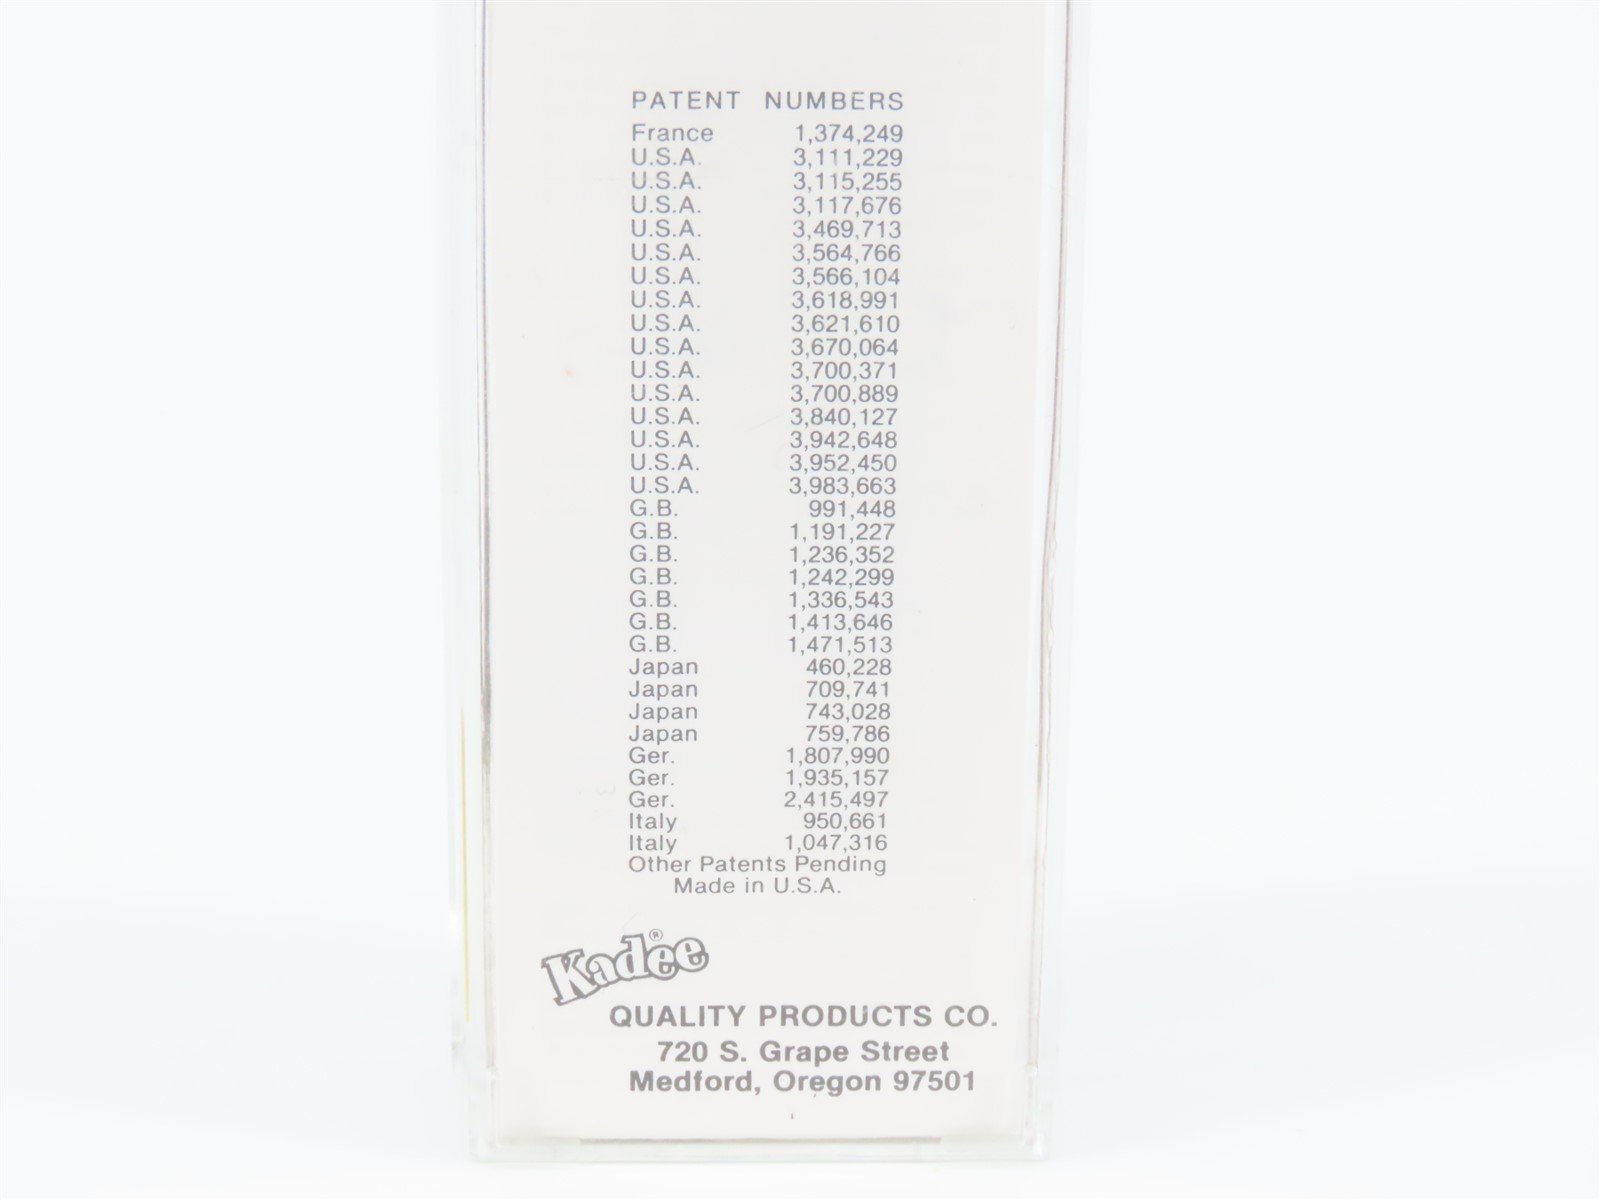 PATENT NUMBERS
France 1,374,249
U.S.A. 3,111,229
U.S.A. 3,115,255
U.S.A. 3,117,676
U.S.A. 3,469,713
U.S.A. 3,564,766
U.S.A. 3,566,104
U.S.A. 3,618,991
U.S.A. 3,621,610
U.S.A. 3,670,064
U.S.A. 3,700,371
U.S.A. 3,700,889
U.S.A. 3,840,127
U.S.A. 3,942,648
U.S.A. 3,952,450
U.S.A. 3,983,663
G.B. 991,448
G.B. 1,191,227
G.B. 1,236,352
G.B. 1,242,299
G.B. 1,336,543
G.B. 1,413,646
G.B. 1,471,513
Japan 460,228
Japan 709,741
Japan 743,028
Japan 759,786
Ger. 1,807,990
Ger. 1,935,157
Ger. 2,415,497
Italy 950,661
Italy 1,047,316
Other Patents Pending
Made in U.S.A.
Kadee®
QUALITY PRODUCTS CO.
720 S. Grape Street
Medford, Oregon 97501